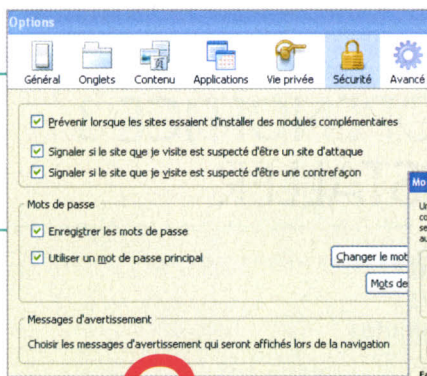 Options
Général Onglets Contenu Applications Vie privée Sécurité Avancé
Prévenir lorsque les sites essaient d'installer des modules complémentaires
Signaler si le site que je visite est suspecté d'être un site d'attaque
Signaler si le site que je visite est suspecté d'être une contrefaçon
Mots de passe
Enregistrer les mots de passe
Utiliser un mot de passe principal
Changer le mot
Mots de
Messages d'avertissement
Choisir les messages d'avertissement qui seront affichés lors de la navigation